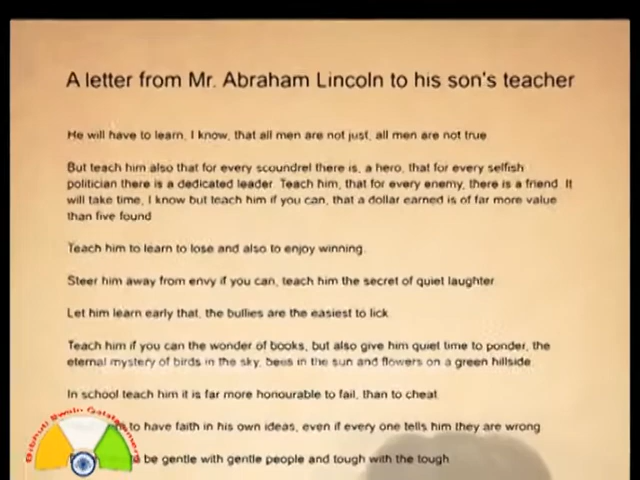 A letter from Mr. Abraham Lincoln to his son's teacher
He will have to learn, I know, that all men are not just, all men are not true
But teach him also that for every scoundrel there is, a hero, that for every selfish
politician there is a dedicated leader. Teach him, that for every enemy, there is a friend. It
will take time, I know but teach him if you can, that a dollar earned is of far more value
than five found
Teach him to learn to lose and also to enjoy winning.
Steer him away from envy if you can, teach him the secret of quiet laughter
Let him learn early that, the bullies are the easiest to lick
Teach him if you can the wonder of books, but also give him quiet time to ponder, the
eternal mystery of birds in the sky, bees in the sun and flowers on a green hillside.
In school teach him it is far more honourable to fail, than to cheat
to have faith in his own ideas, even if every one tells him they are wrong
be gentle with gentle people and tough with the tough
Bibhuti Swain